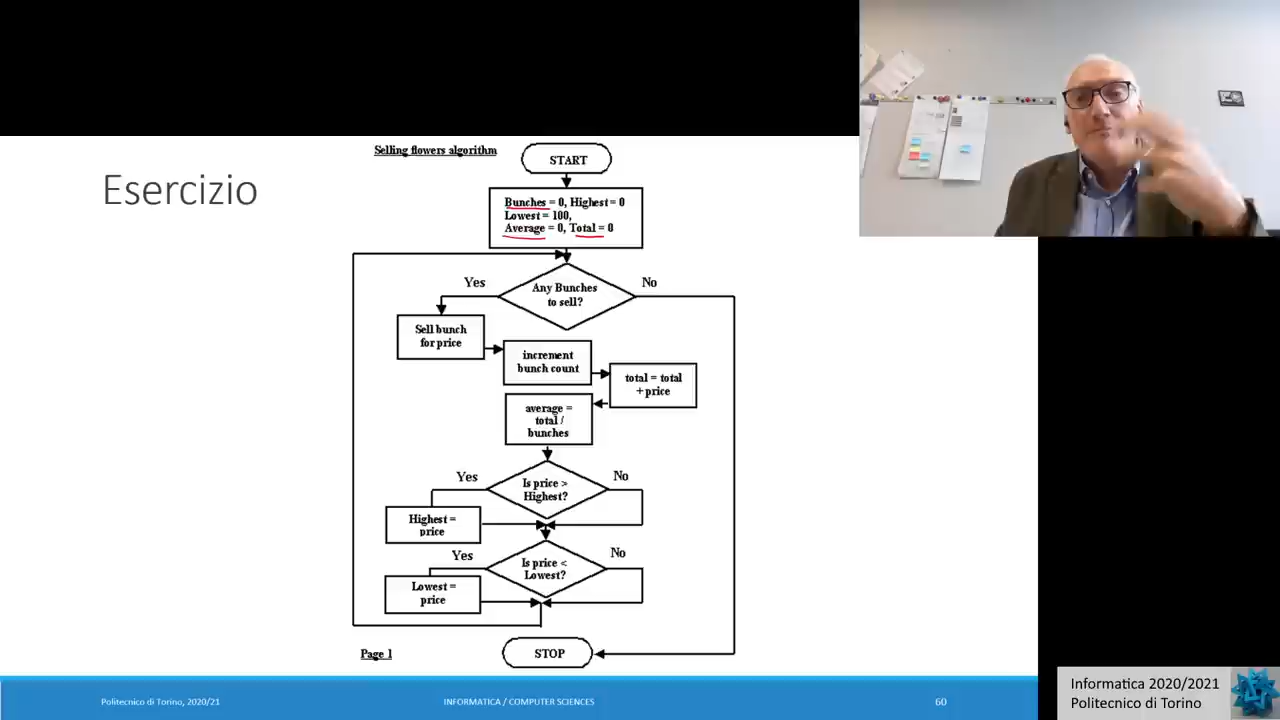 Esercizio
Selling flowers algorithm
START
Bunches = 0, Highest = 0
Lowest = 100,
Average = 0, Total = 0
Any Bunches
to sell?
Yes
No
Sell bunch
for price
increment
bunch count
total = total
+ price
average =
total /
bunches
Is price >
Highest?
Yes
No
Highest =
price
Is price <
Lowest?
Yes
No
Lowest =
price
STOP
Page 1
Politecnico di Torino, 2020/21
INFORMATICA / COMPUTER SCIENCES
60
Informatica 2020/2021
Politecnico di Torino